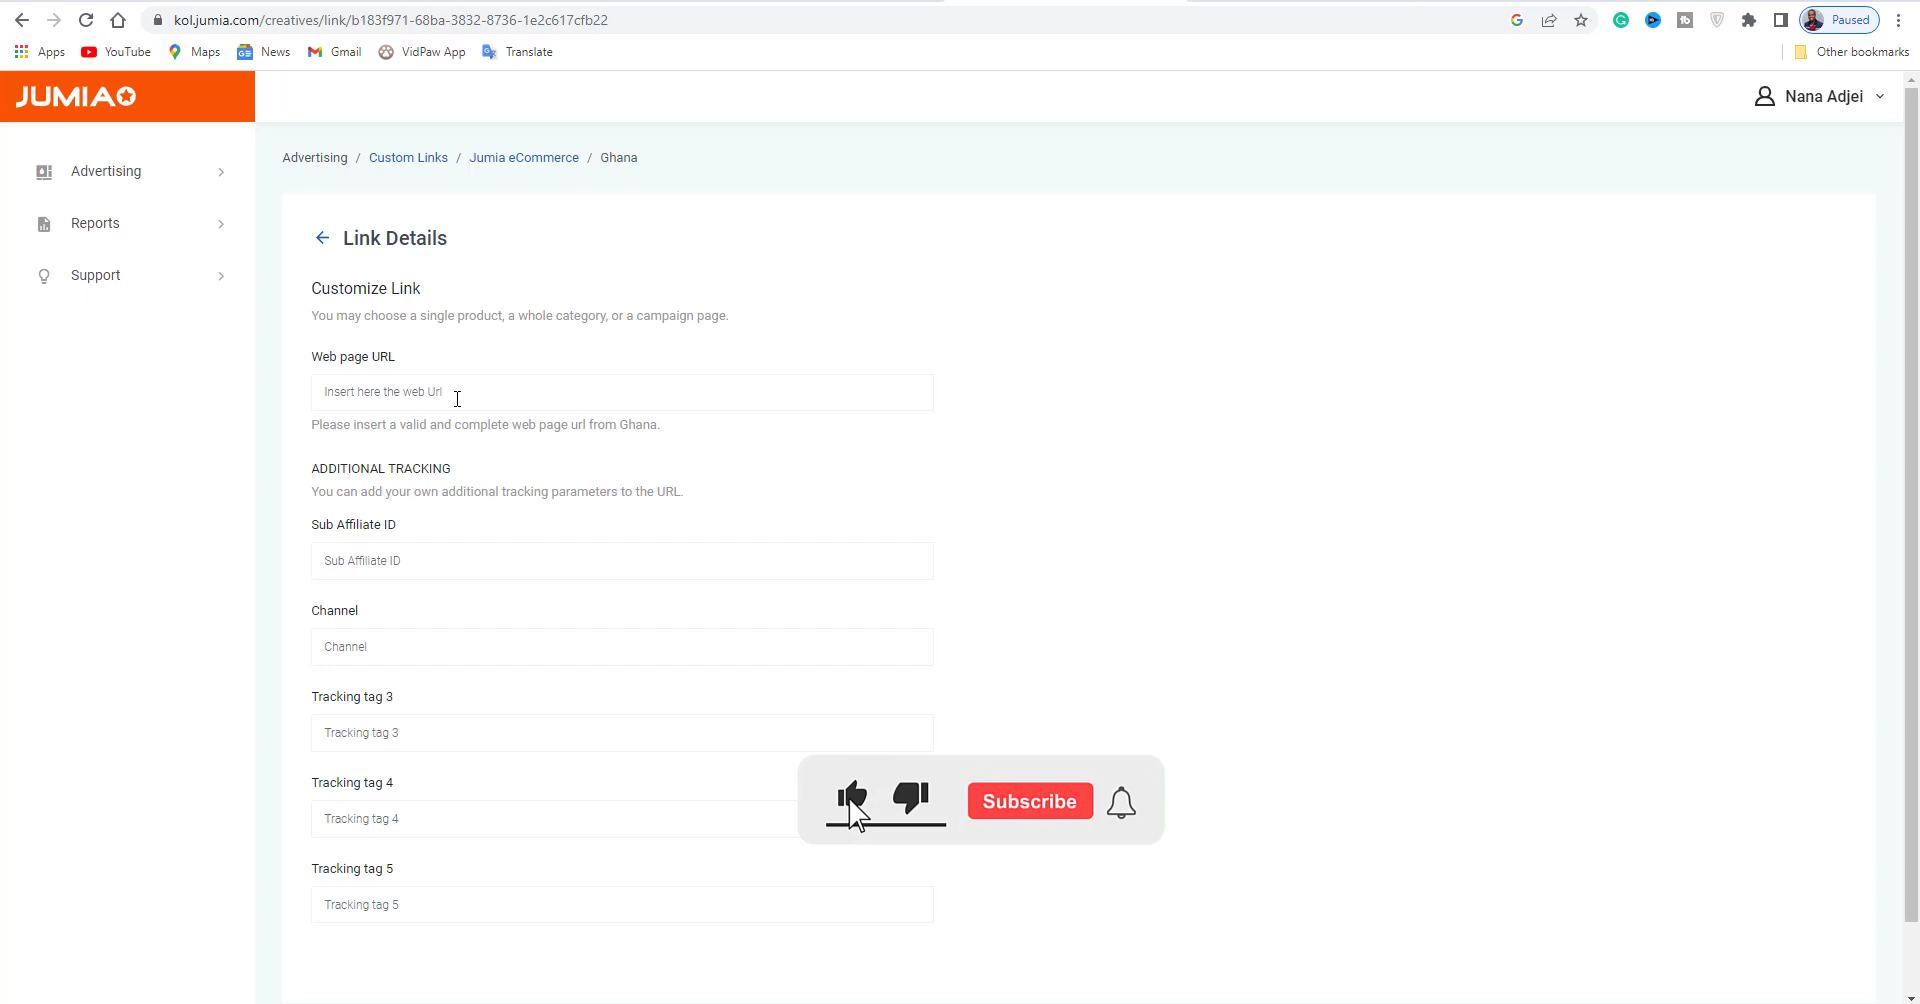 kol.jumia.com/creatives/link/b183f971-68ba-3832-8736-1e2c617cfb22
Paused
Apps YouTube Maps News Gmail VidPaw App Translate Other bookmarks
JUMIA
Nana Adjei
Advertising
Reports
Support
Advertising / Custom Links / Jumia eCommerce / Ghana
Link Details
Customize Link
You may choose a single product, a whole category, or a campaign page.
Web page URL
Insert here the web Url
Please insert a valid and complete web page url from Ghana.
ADDITIONAL TRACKING
You can add your own additional tracking parameters to the URL.
Sub Affiliate ID
Sub Affiliate ID
Channel
Channel
Tracking tag 3
Tracking tag 3
Tracking tag 4
Tracking tag 4
Subscribe
Tracking tag 5
Tracking tag 5